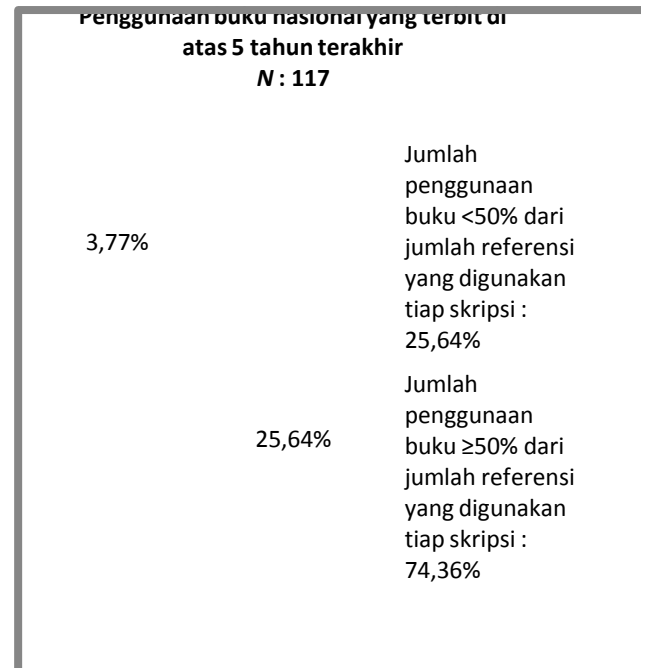 Penggunaan buku nasional yang terbit di
atas 5 tahun terakhir
N : 117
3,77%
25,64%
Jumlah
penggunaan
buku <50% dari
jumlah referensi
yang digunakan
tiap skripsi :
25,64%
Jumlah
penggunaan
buku ≥50% dari
jumlah referensi
yang digunakan
tiap skripsi :
74,36%